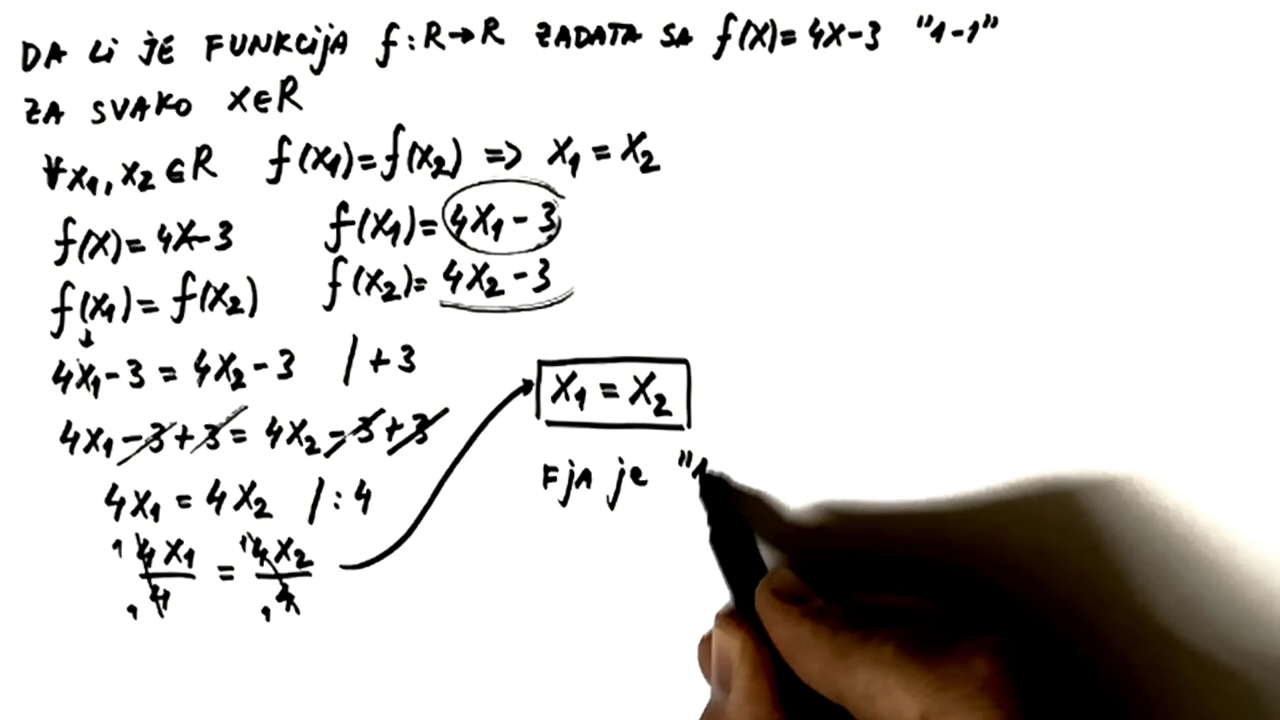 DA LI JE FUNKCIJA f:R→R ZADATA SA f(x)=4x-3 "1-1"
ZA SVAKO x∈R
∀x₁,x₂∈R f(x₁)=f(x₂) => x₁=x₂
f(x)=4x-3 f(x₁)=4x₁-3
f(x₁)=f(x₂) f(x₂)=4x₂-3
4x₁-3=4x₂-3 /+3
4x₁-3+3=4x₂-3+3
4x₁=4x₂ /:4
4x₁/4=4x₂/4
x₁=x₂
Fja je "1